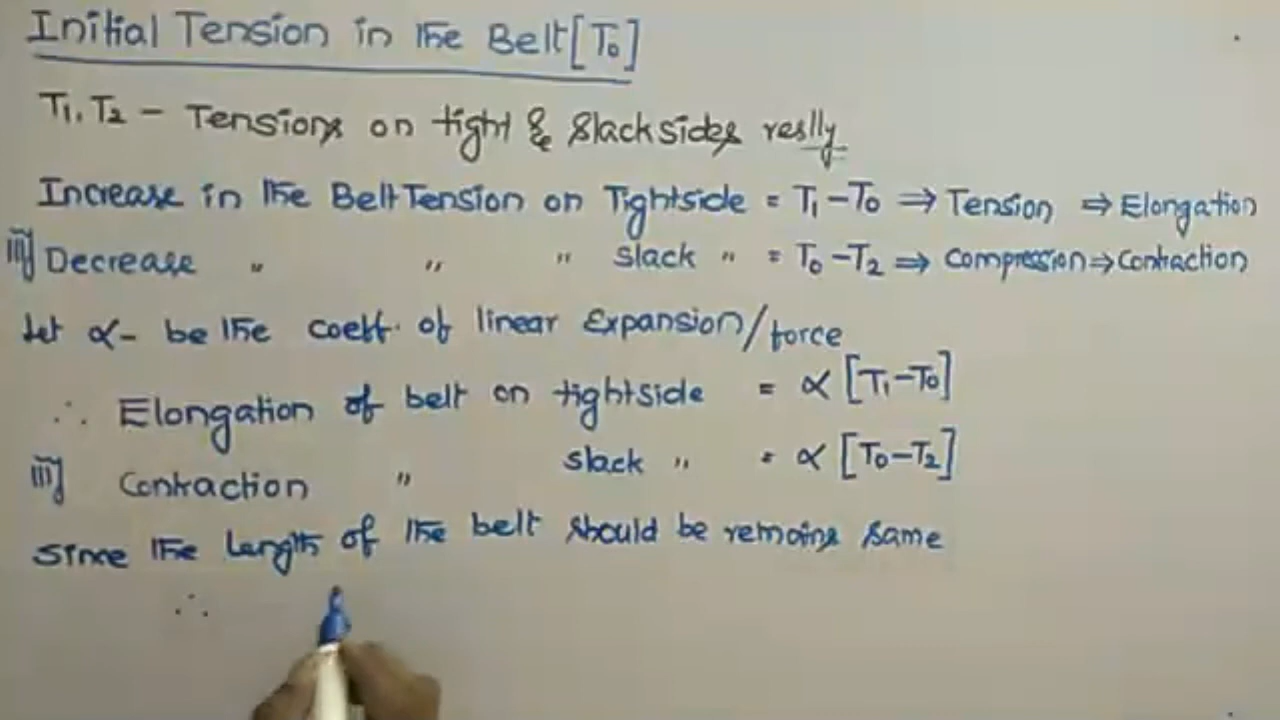 Initial Tension in the Belt [T₀]
T₁, T₂ - Tensions on tight & Slack sides reslly
Increase in the Belt Tension on Tightside = T₁-T₀ ⇒ Tension ⇒ Elongation
lllly Decrease " " " slack " = T₀-T₂ ⇒ Compression ⇒ Contraction
Let α- be the coeff. of linear Expansion/force
∴ Elongation of belt on tightside = α [T₁-T₀]
lllly Contraction " slack " = α [T₀-T₂]
Since the Length of the belt should be remains same
∴